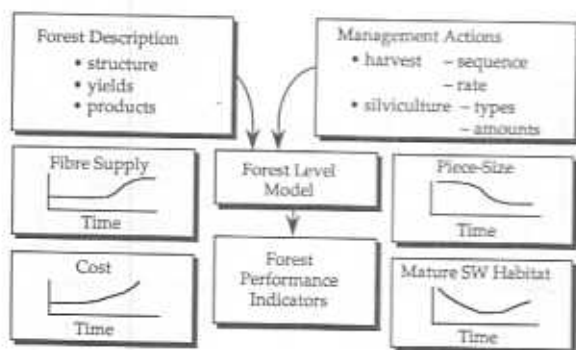 Forest Description
• structure
• yields
• products
Management Actions
• harvest – sequence
– rate
• silviculture – types
– amounts
Fibre Supply
Time
Forest Level
Model
Piece-Size
Time
Cost
Time
Forest
Performance
Indicators
Mature SW Habitat
Time